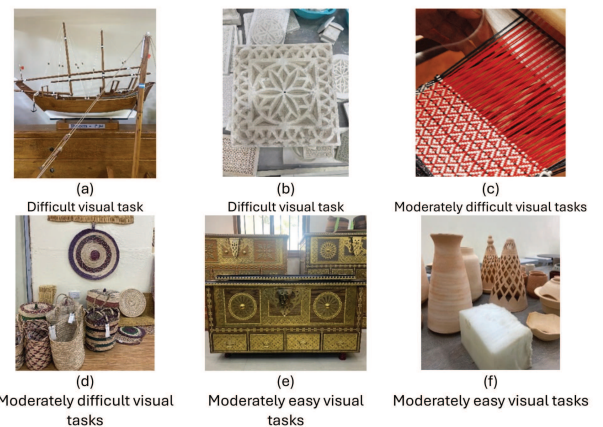 (a)
Difficult visual task
(b)
Difficult visual task
(c)
Moderately difficult visual tasks
(d)
Moderately difficult visual
tasks
(e)
Moderately easy visual
tasks
(f)
Moderately easy visual tasks